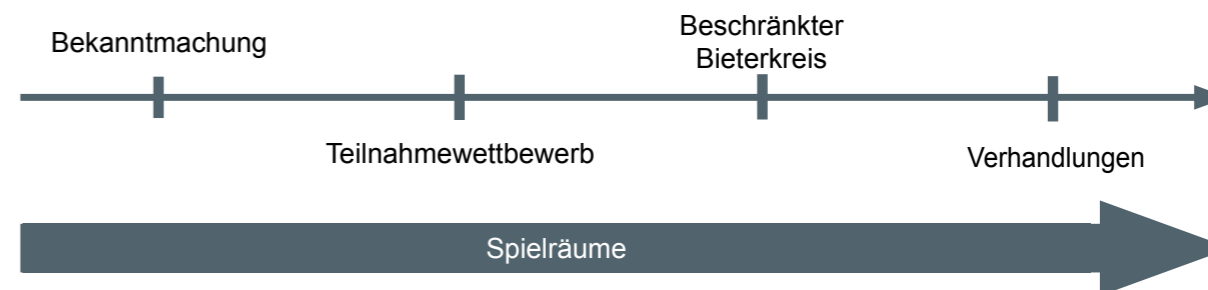 Bekanntmachung
Beschränkter
Bieterkreis
Teilnahmewettbewerb
Verhandlungen
Spielräume